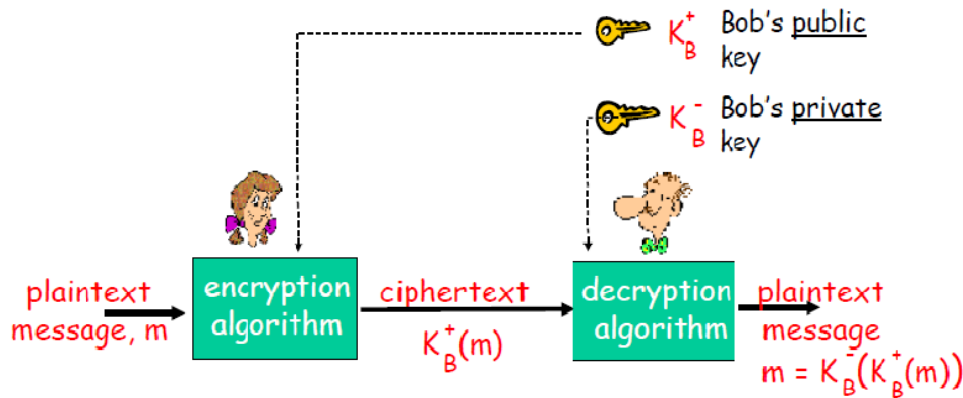 K_B^+ Bob's public
key
K_B^- Bob's private
key
plaintext
message, m
encryption
algorithm
ciphertext
K_B^+(m)
decryption
algorithm
plaintext
message
m = K_B^-(K_B^+(m))